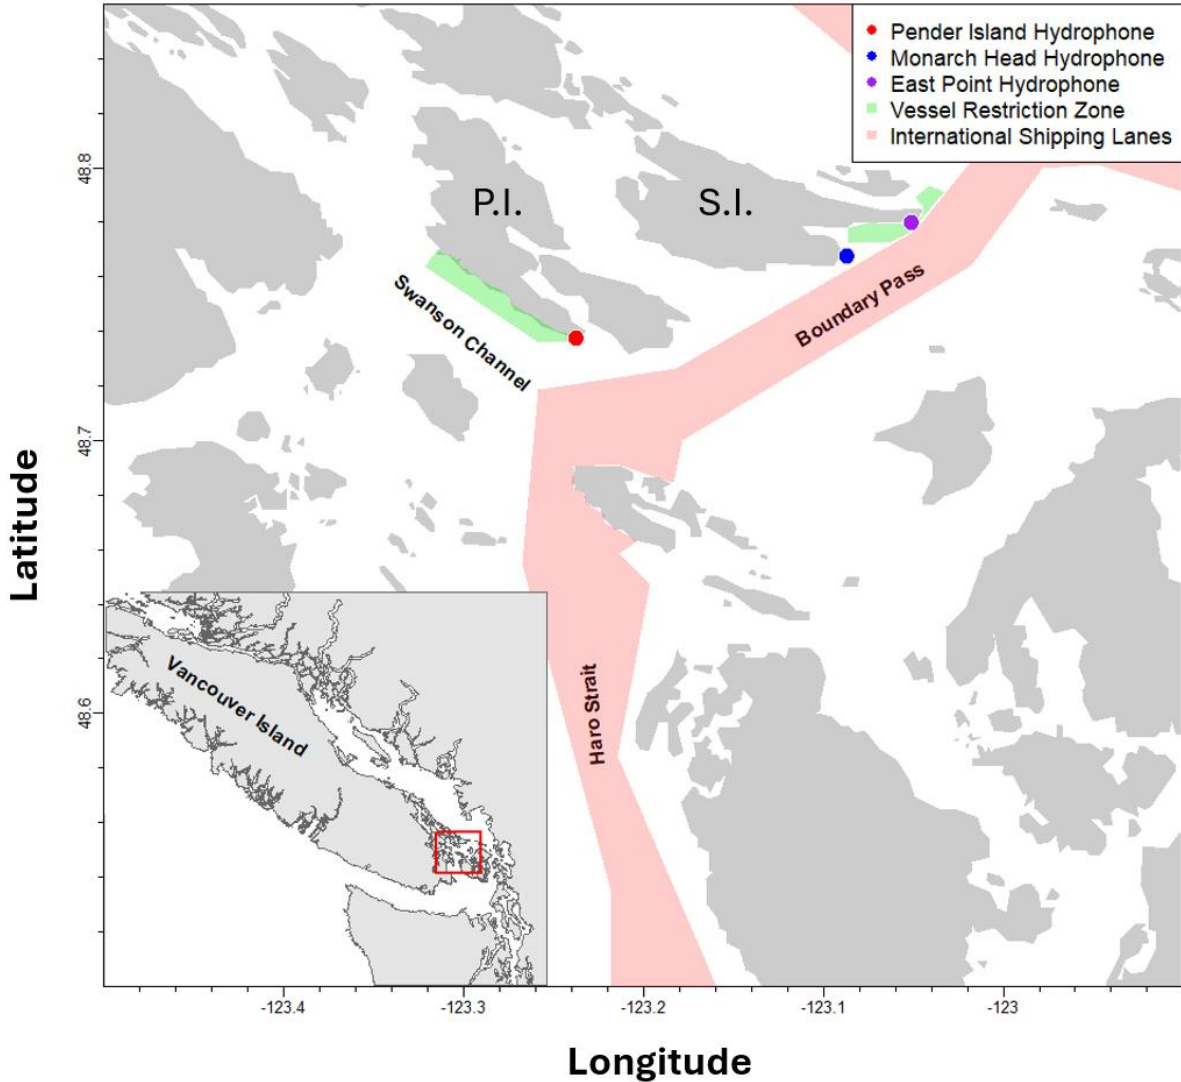 Pender Island Hydrophone
Monarch Head Hydrophone
East Point Hydrophone
Vessel Restriction Zone
International Shipping Lanes
P.I.
S.I.
Swanson Channel
Boundary Pass
Haro Strait
Vancouver Island
48.8
48.7
48.6
Latitude
-123.4
-123.3
-123.2
-123.1
-123
Longitude